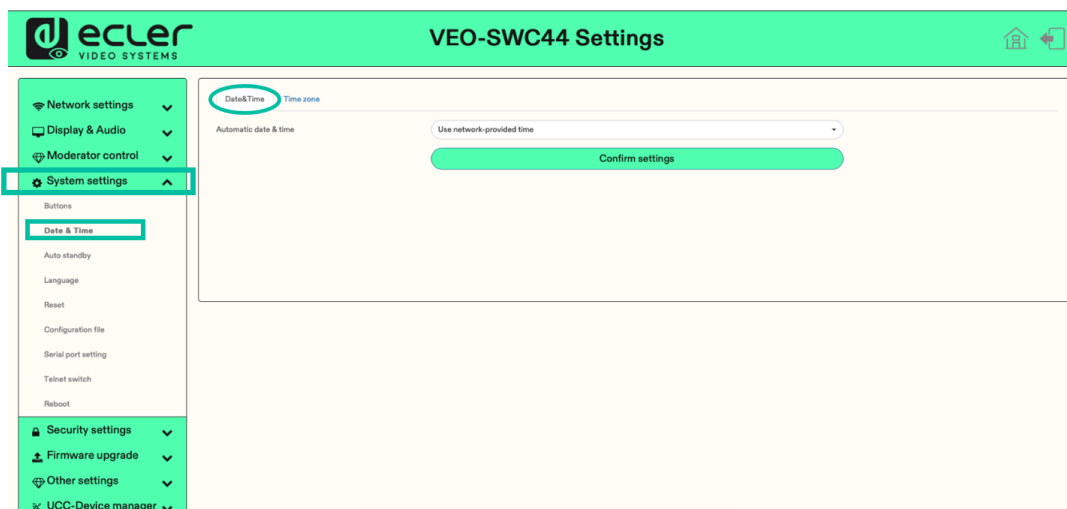 ecler
VIDEO SYSTEMS
VEO-SWC44 Settings
Network settings
Display & Audio
Moderator control
System settings
Buttons
Date & Time
Auto standby
Language
Reset
Configuration file
Serial port setting
Telnet switch
Reboot
Security settings
Firmware upgrade
Other settings
UCC-Device manager
Date&Time Time zone
Automatic date & time Use network-provided time
Confirm settings